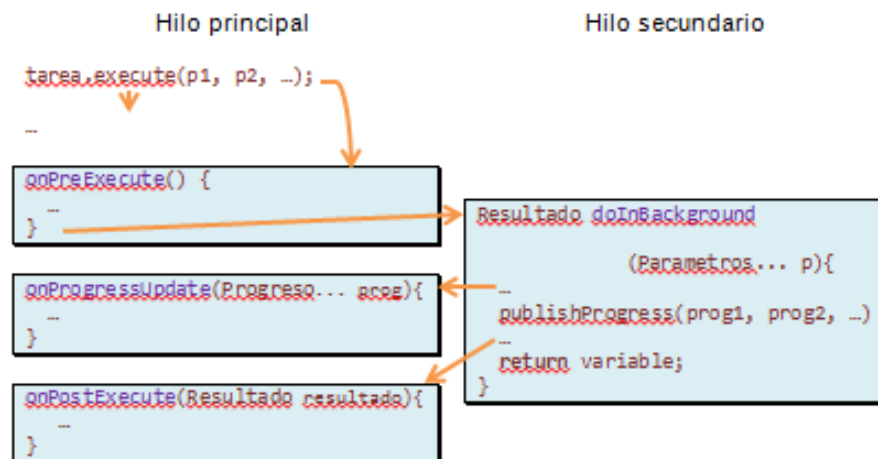 Hilo principal
Hilo secundario
tarea.execute(p1, p2, …);
…
onPreExecute() {
…
}
Resultado doInBackground
(Parametros... p){
…
publishProgress(prog1, prog2, …)
…
return variable;
}
onProgressUpdate(Progreso... prog){
…
}
onPostExecute(Resultado resultado){
…
}